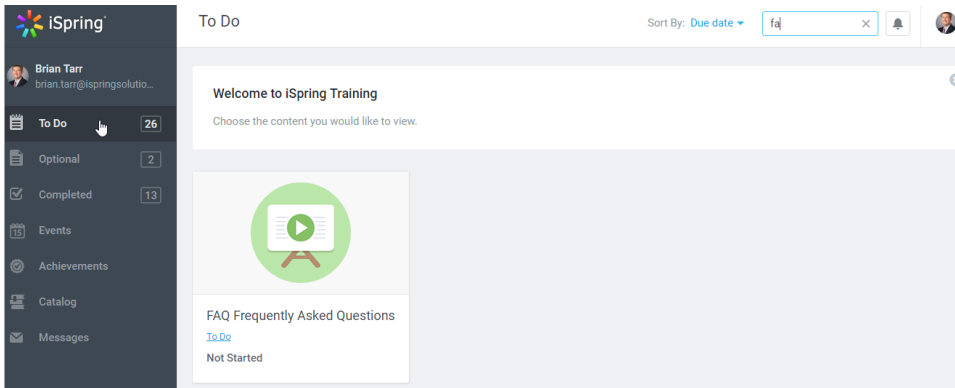 iSpring
To Do
Sort By: Due date
fa
Brian Tarr
brian.tarr@ispringsolutio...
To Do 26
Optional 2
Completed 13
15 Events
Achievements
Catalog
Messages
Welcome to iSpring Training
Choose the content you would like to view.
FAQ Frequently Asked Questions
To Do
Not Started